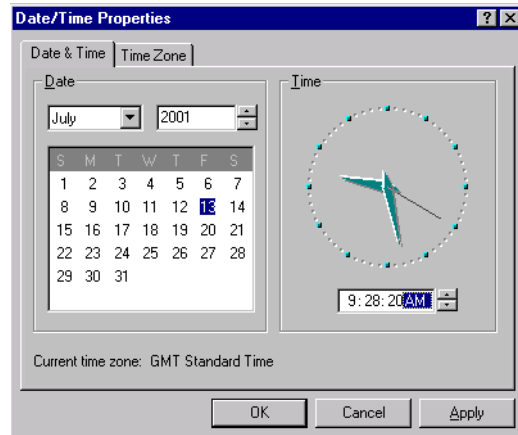 Date/Time Properties
Date & Time Time Zone
Date
July 2001
S M T W T F S
1 2 3 4 5 6 7
8 9 10 11 12 13 14
15 16 17 18 19 20 21
22 23 24 25 26 27 28
29 30 31
Time
9:28:20 AM
Current time zone: GMT Standard Time
OK Cancel Apply